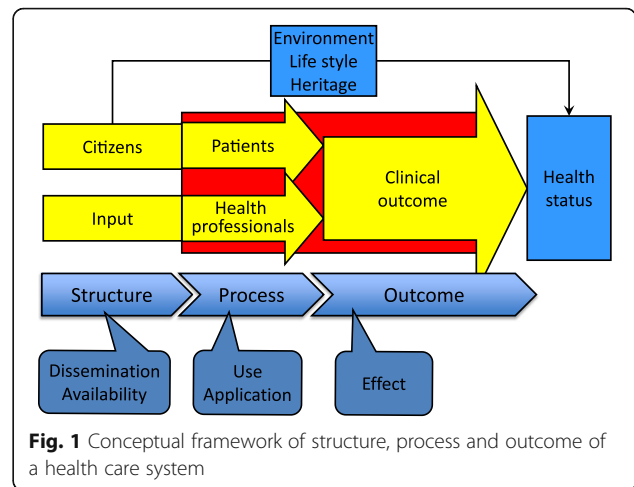 Environment
Life style
Heritage
Citizens
Patients
Input
Health
professionals
Clinical
outcome
Health
status
Structure
Process
Outcome
Dissemination
Availability
Use
Application
Effect
Fig. 1 Conceptual framework of structure, process and outcome of
a health care system